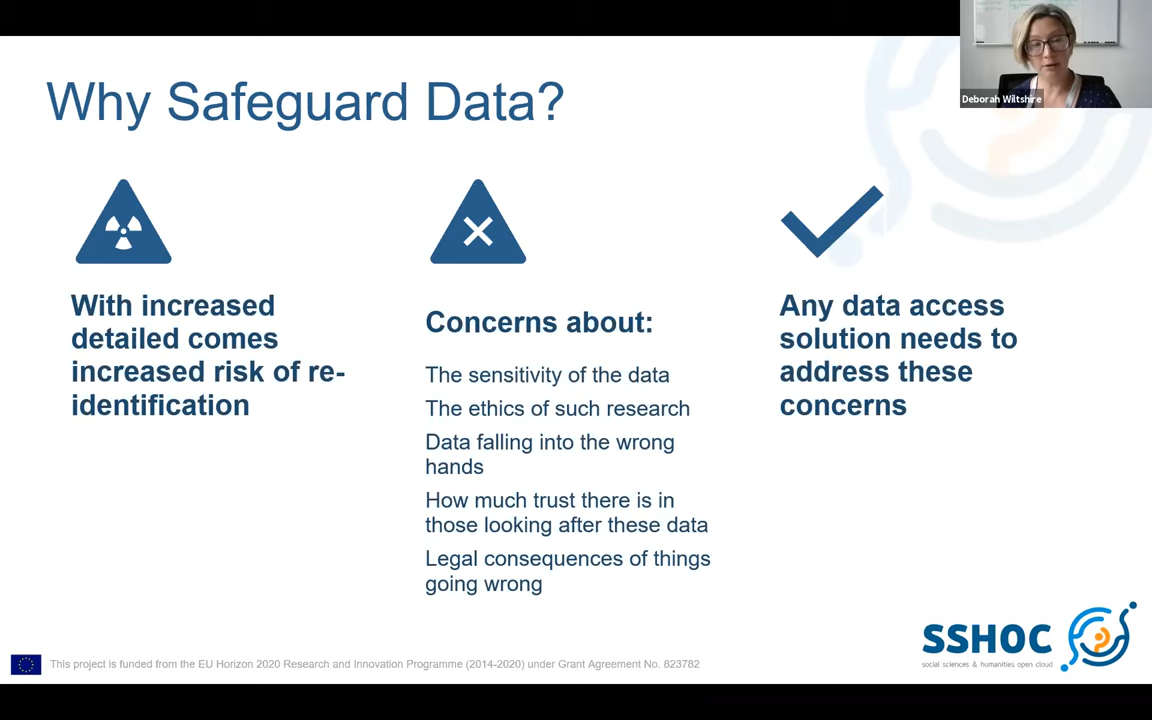 Why Safeguard Data?
Deborah Wiltshire
With increased
detailed comes
increased risk of re-
identification
Concerns about:
The sensitivity of the data
The ethics of such research
Data falling into the wrong
hands
How much trust there is in
those looking after these data
Legal consequences of things
going wrong
Any data access
solution needs to
address these
concerns
SSHOC
social sciences & humanities open cloud
This project is funded from the EU Horizon 2020 Research and Innovation Programme (2014-2020) under Grant Agreement No. 823782